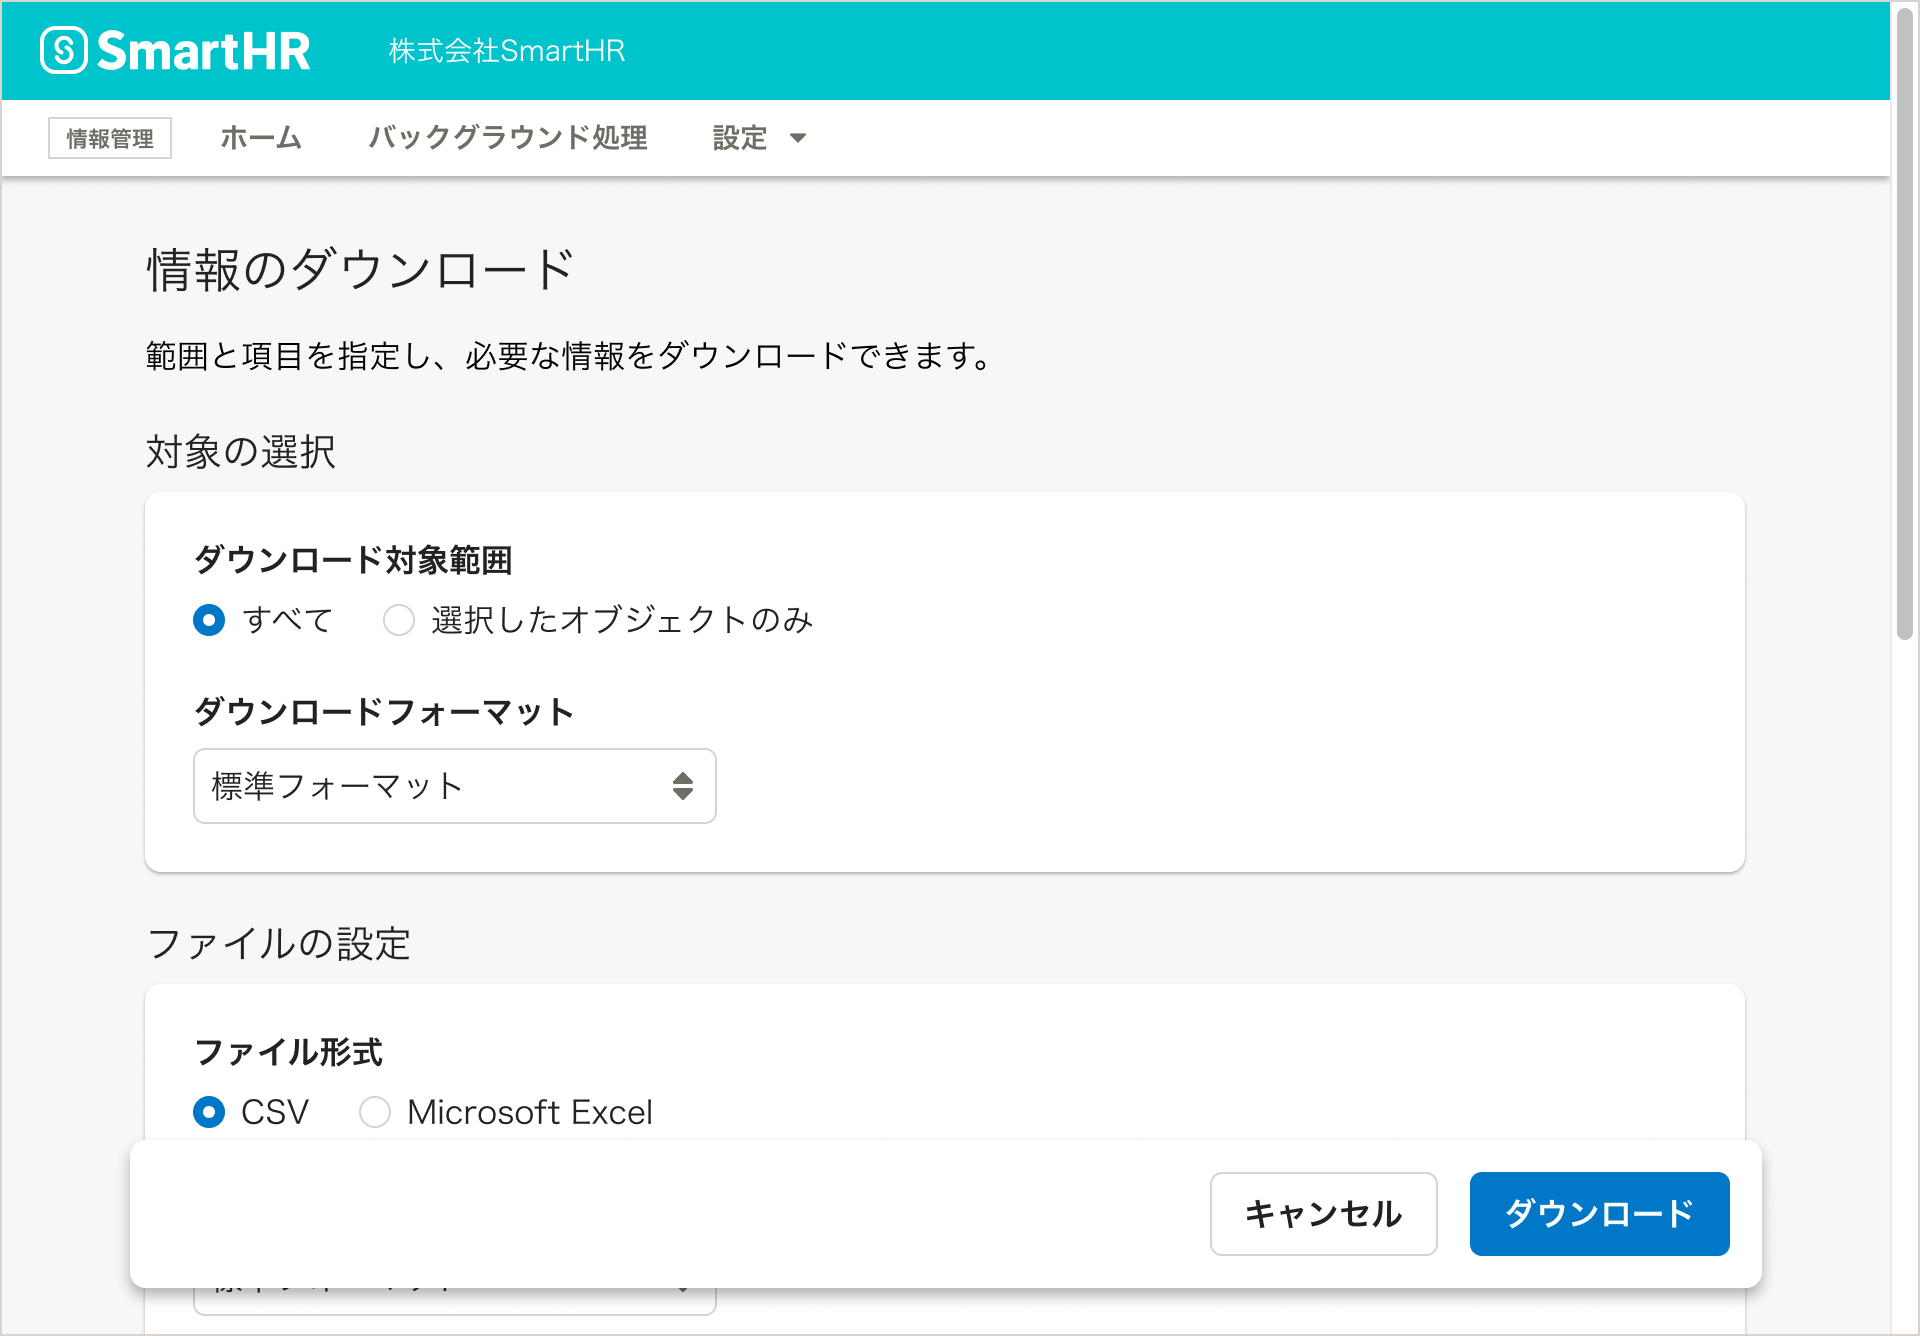 SmartHR 株式会社SmartHR
情報管理 ホーム バックグラウンド処理 設定
情報のダウンロード
範囲と項目を指定し、必要な情報をダウンロードできます。
対象の選択
ダウンロード対象範囲
すべて 選択したオブジェクトのみ
ダウンロードフォーマット
標準フォーマット
ファイルの設定
ファイル形式
CSV Microsoft Excel
キャンセル ダウンロード